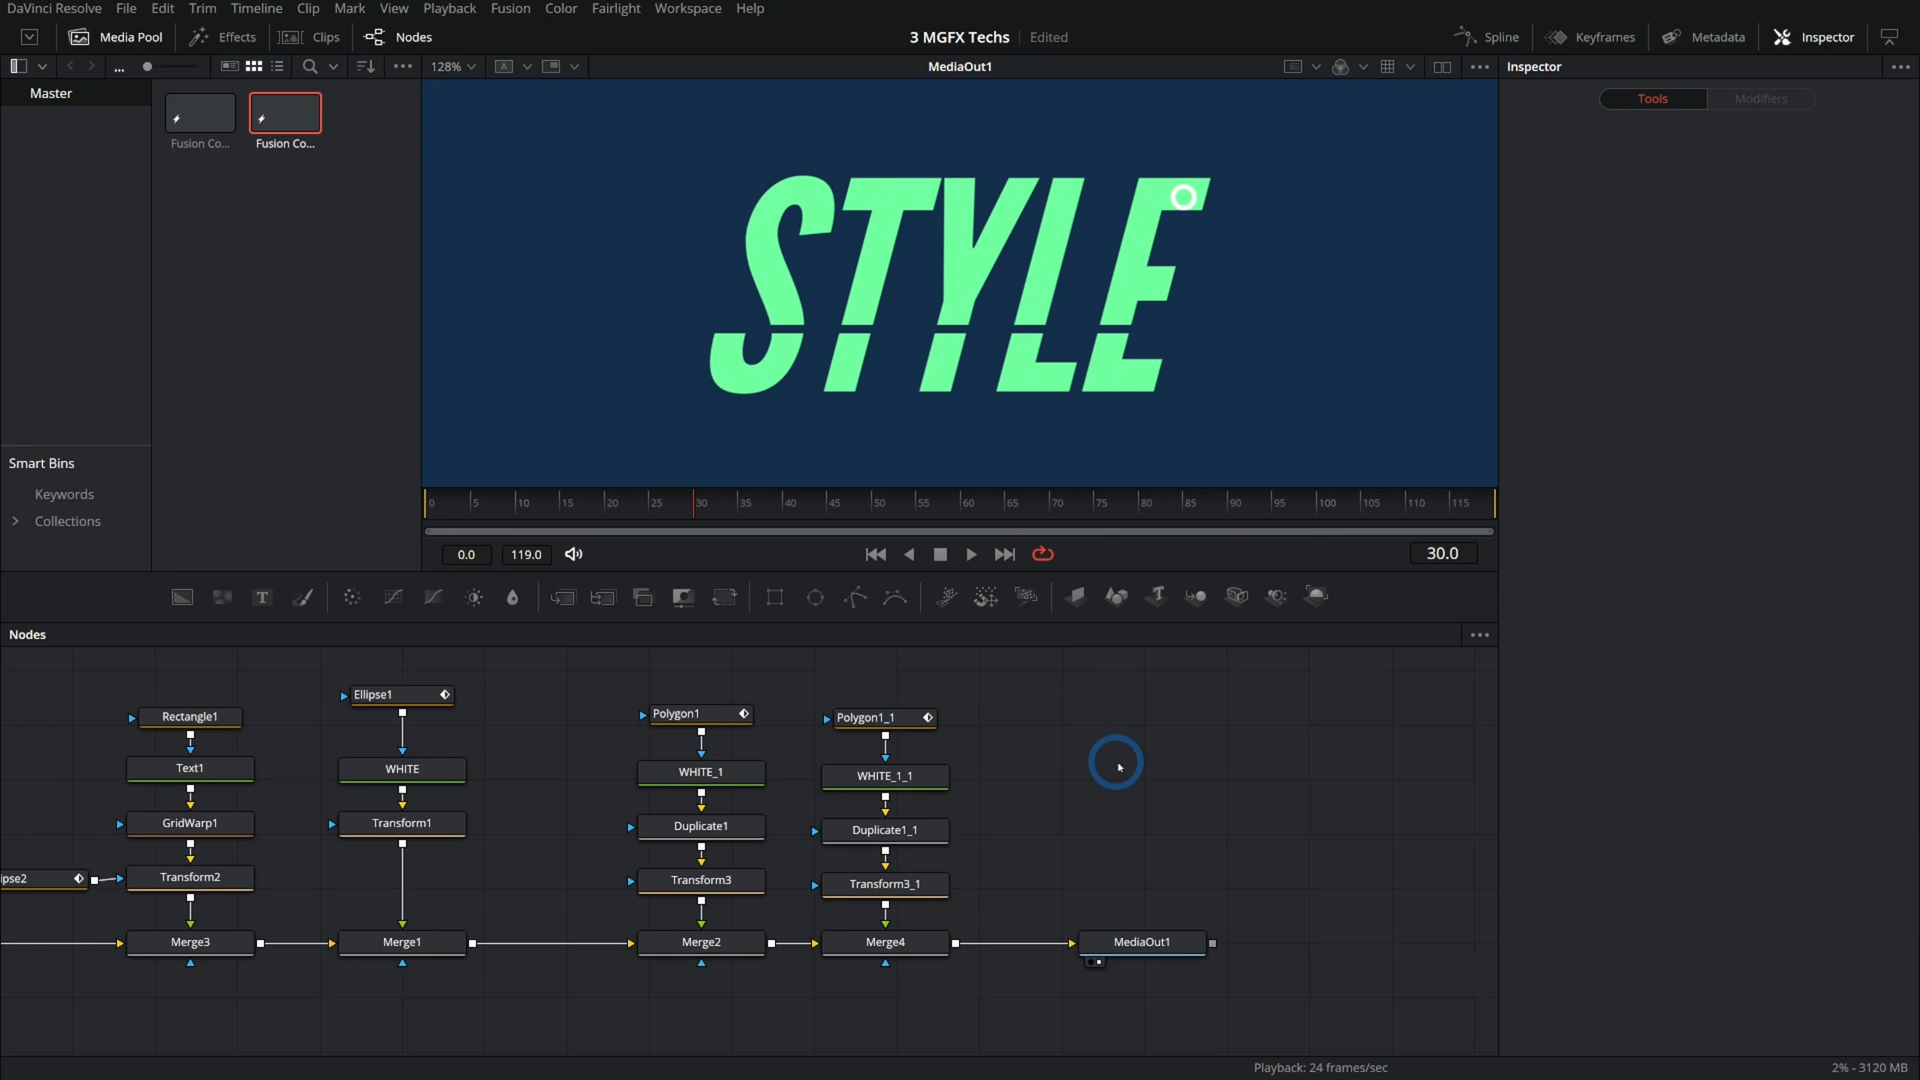 DaVinci Resolve File Edit Trim Timeline Clip Mark View Playback Fusion Color Fairlight Workspace Help
Media Pool Effects Clips Nodes 3 MGFX Techs Edited Spline Keyframes Metadata Inspector
128% A MediaOut1 Inspector
Master
Tools Modifiers
Fusion Co... Fusion Co...
STYLE
Smart Bins
Keywords
Collections
0 5 10 15 20 25 30 35 40 45 50 55 60 65 70 75 80 85 90 95 100 105 110 115
0.0 119.0 30.0
T
Nodes
Ellipse1
Rectangle1 Polygon1 Polygon1_1
Text1 WHITE WHITE_1 WHITE_1_1
GridWarp1 Transform1 Duplicate1 Duplicate1_1
ipse2 Transform2 Transform3 Transform3_1
Merge3 Merge1 Merge2 Merge4 MediaOut1
Playback: 24 frames/sec 2% - 3120 MB